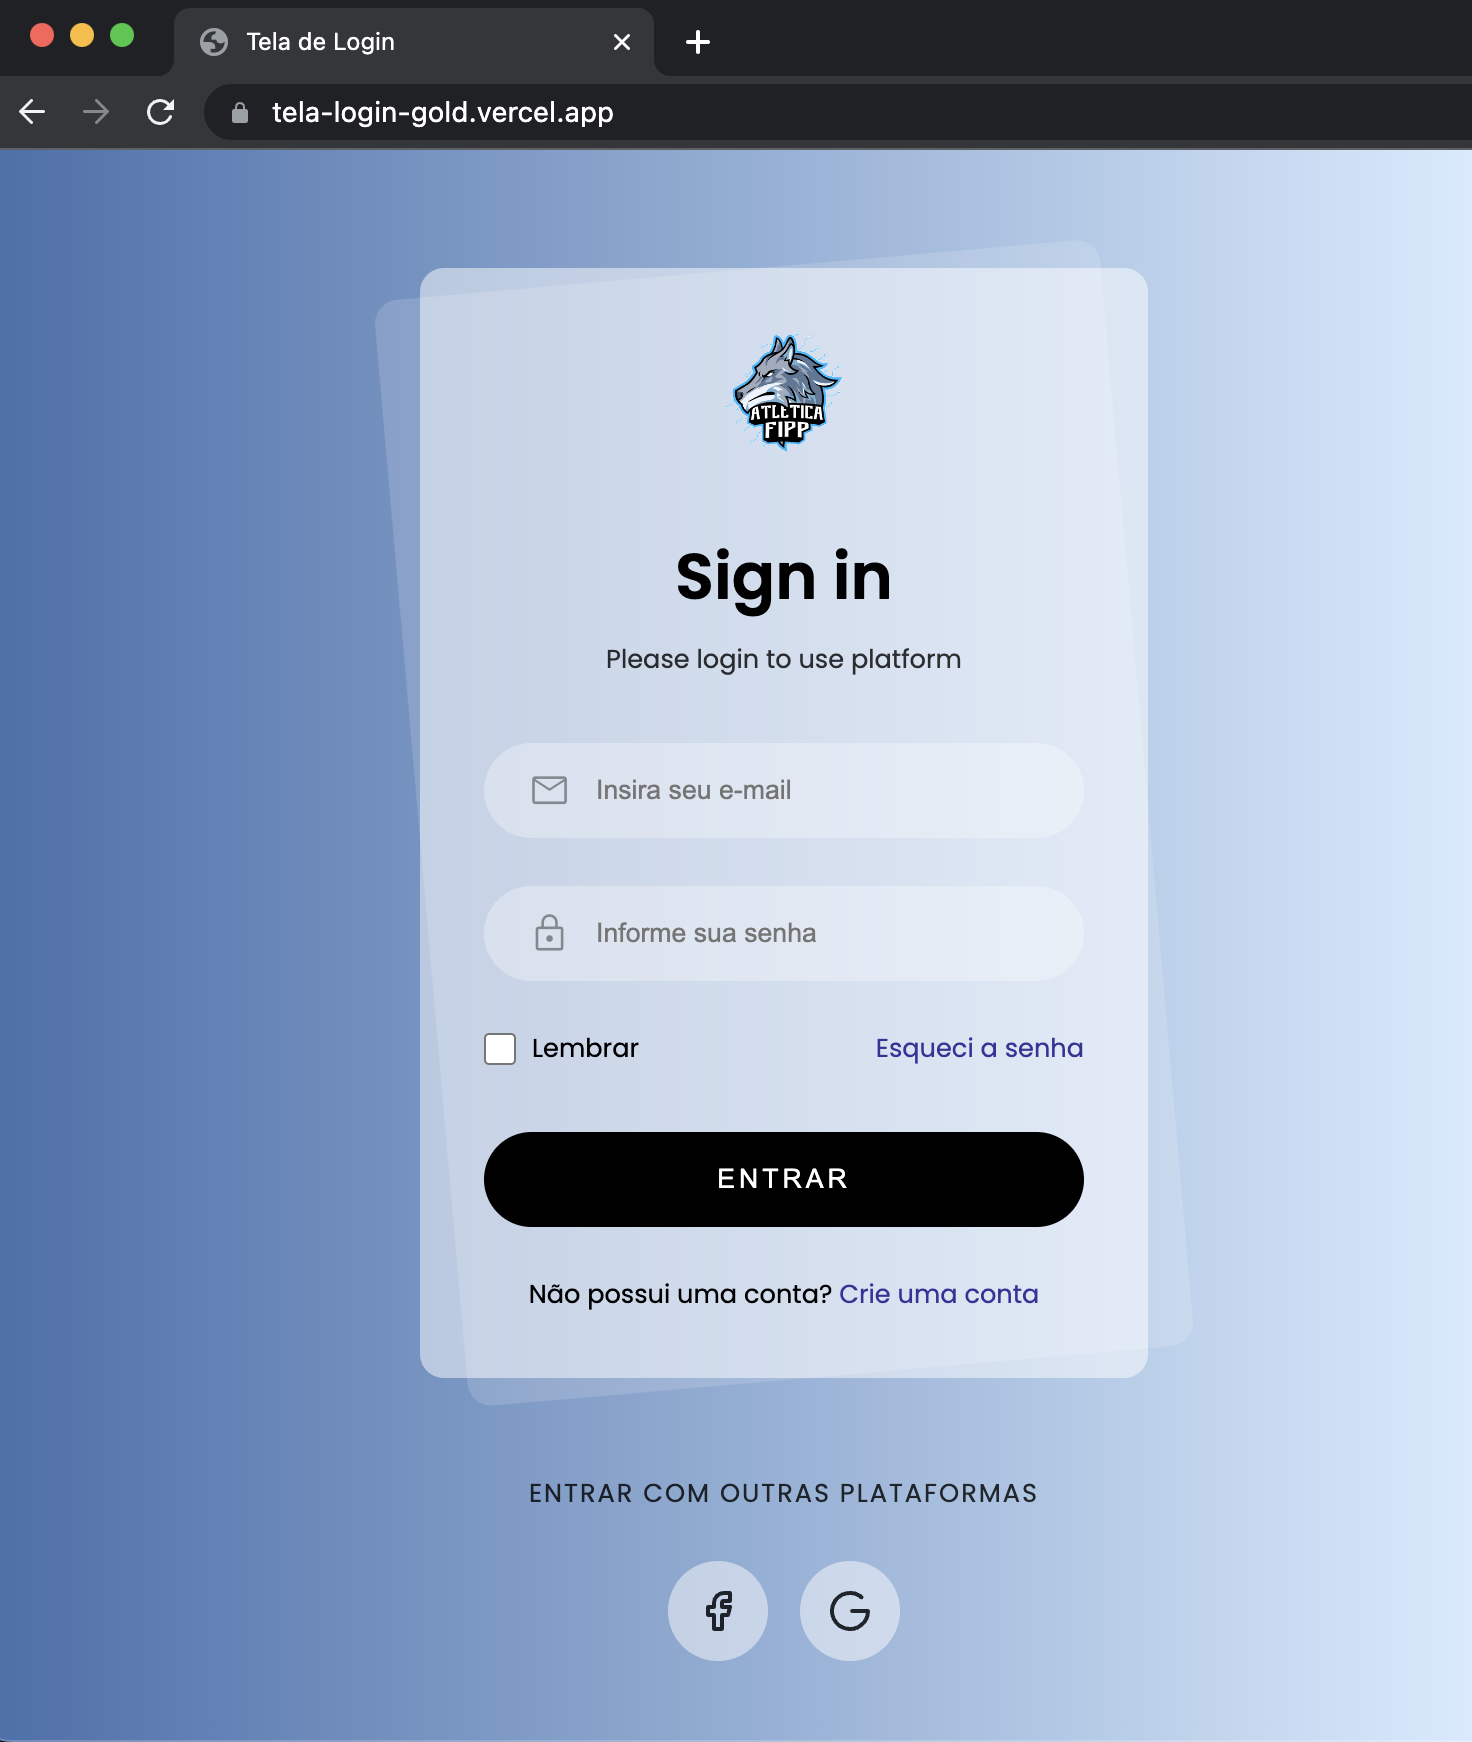 Tela de Login
tela-login-gold.vercel.app
ATLETICA
FIPP
Sign in
Please login to use platform
Insira seu e-mail
Informe sua senha
Lembrar
Esqueci a senha
ENTRAR
Não possui uma conta? Crie uma conta
ENTRAR COM OUTRAS PLATAFORMAS